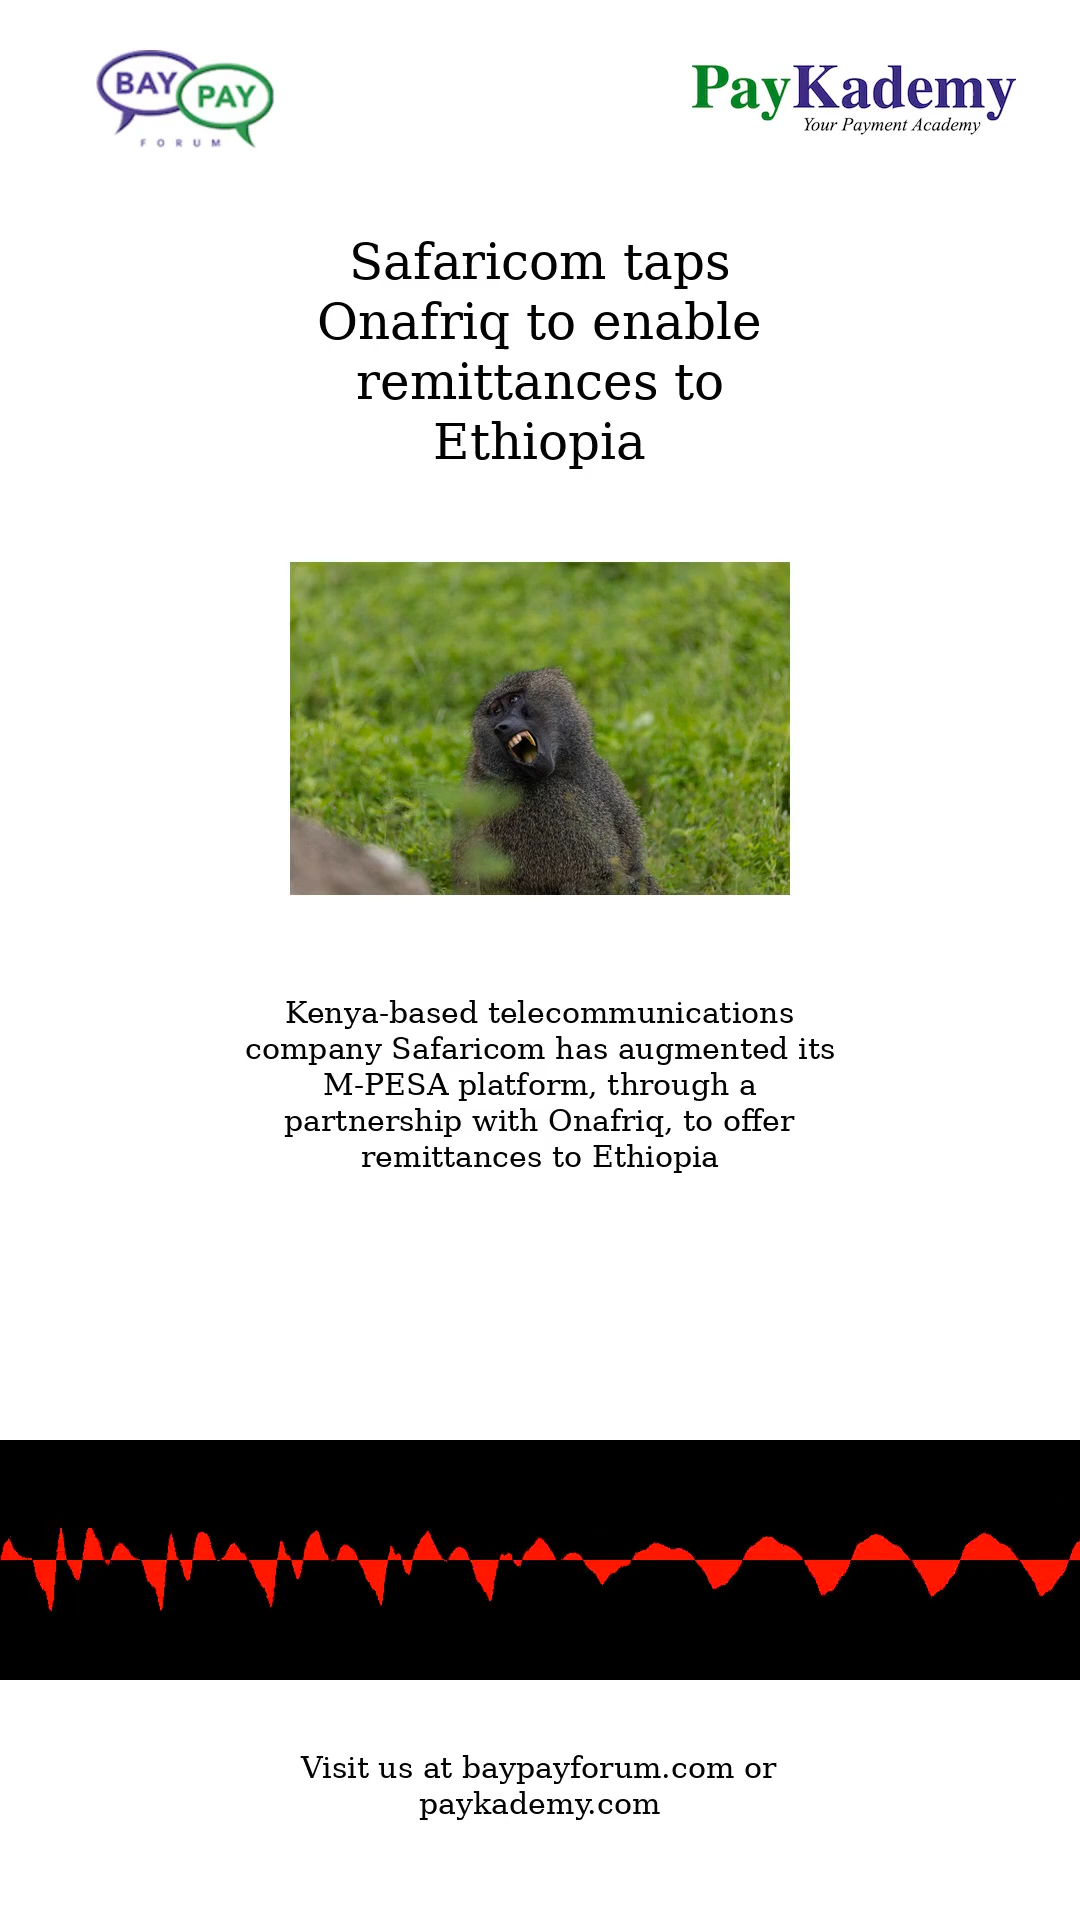 BAY PAY
FORUM
PayKademy
Your Payment Academy
Safaricom taps
Onafriq to enable
remittances to
Ethiopia
Kenya-based telecommunications
company Safaricom has augmented its
M-PESA platform, through a
partnership with Onafriq, to offer
remittances to Ethiopia
Visit us at baypayforum.com or
paykademy.com